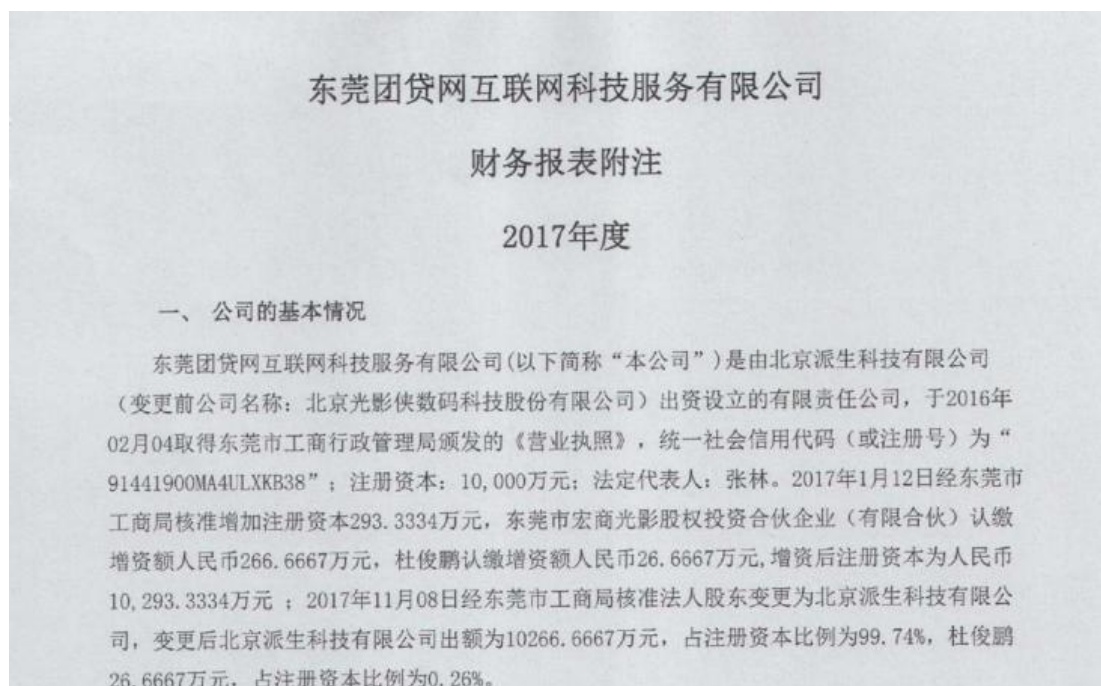 东莞团贷网互联网科技服务有限公司
财务报表附注
2017年度
一、 公司的基本情况
东莞团贷网互联网科技服务有限公司(以下简称“本公司”)是由北京派生科技有限公司
（变更前公司名称：北京光影侠数码科技股份有限公司）出资设立的有限责任公司，于2016年
02月04取得东莞市工商行政管理局颁发的《营业执照》，统一社会信用代码（或注册号）为“
91441900MA4ULXKB38”；注册资本：10,000万元；法定代表人：张林。2017年1月12日经东莞市
工商局核准增加注册资本293.3334万元，东莞市宏商光影股权投资合伙企业（有限合伙）认缴
增资额人民币266.6667万元，杜俊鹏认缴增资额人民币26.6667万元,增资后注册资本为人民币
10,293.3334万元 ；2017年11月08日经东莞市工商局核准法人股东变更为北京派生科技有限公
司，变更后北京派生科技有限公司出额为10266.6667万元，占注册资本比例为99.74%，杜俊鹏
26.6667万元，占注册资本比例为0.26%。